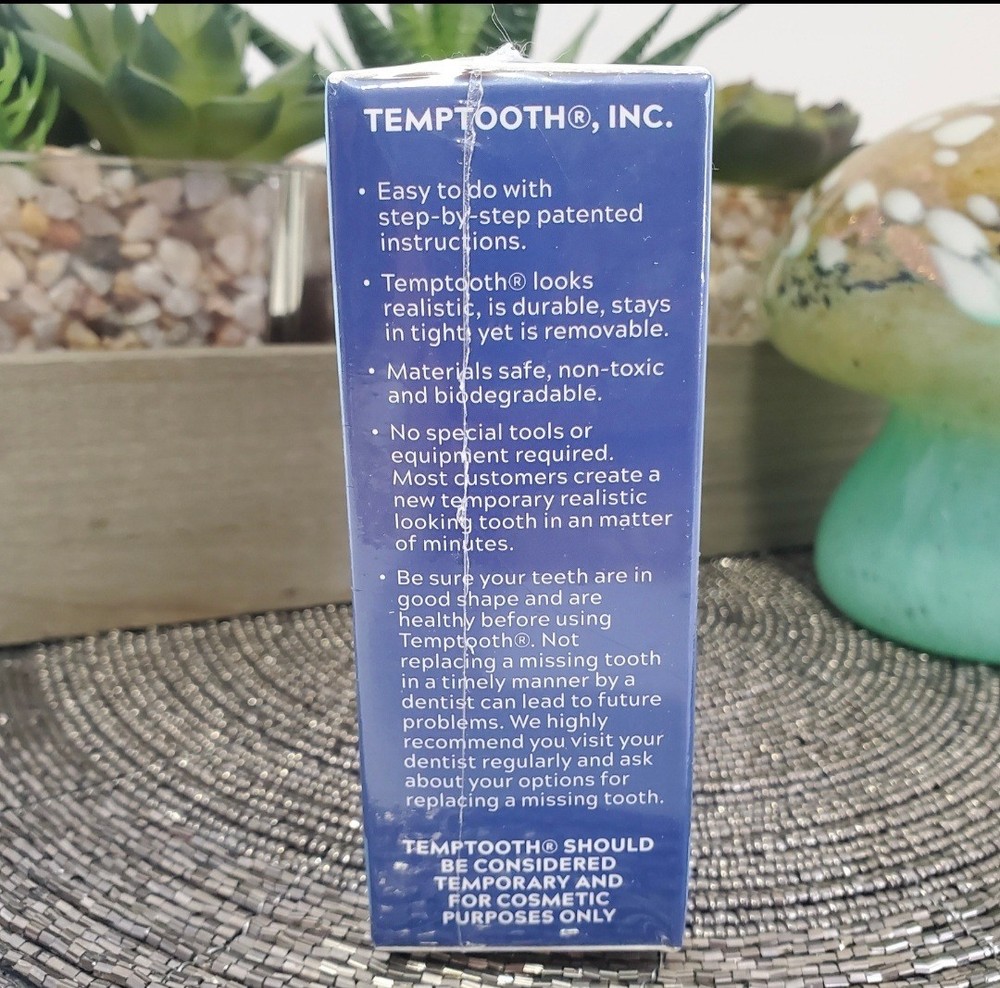 TEMPTOOTH®, INC.
• Easy to do with
step-by-step patented
instructions.
• Temptooth® looks
realistic, is durable, stays
in tight; yet is removable.
• Materials safe, non-toxic
and biodegradable.
• No special tools or
equipment required.
Most customers create a
new temporary realistic
looking tooth in an matter
of minutes.
• Be sure your teeth are in
good shape and are
healthy before using
Temptooth®. Not
replacing a missing tooth
in a timely manner by a
dentist can lead to future
problems. We highly
recommend you visit your
dentist regularly and ask
about your options for
replacing a missing tooth.
TEMPTOOTH® SHOULD
BE CONSIDERED
TEMPORARY AND
FOR COSMETIC
PURPOSES ONLY